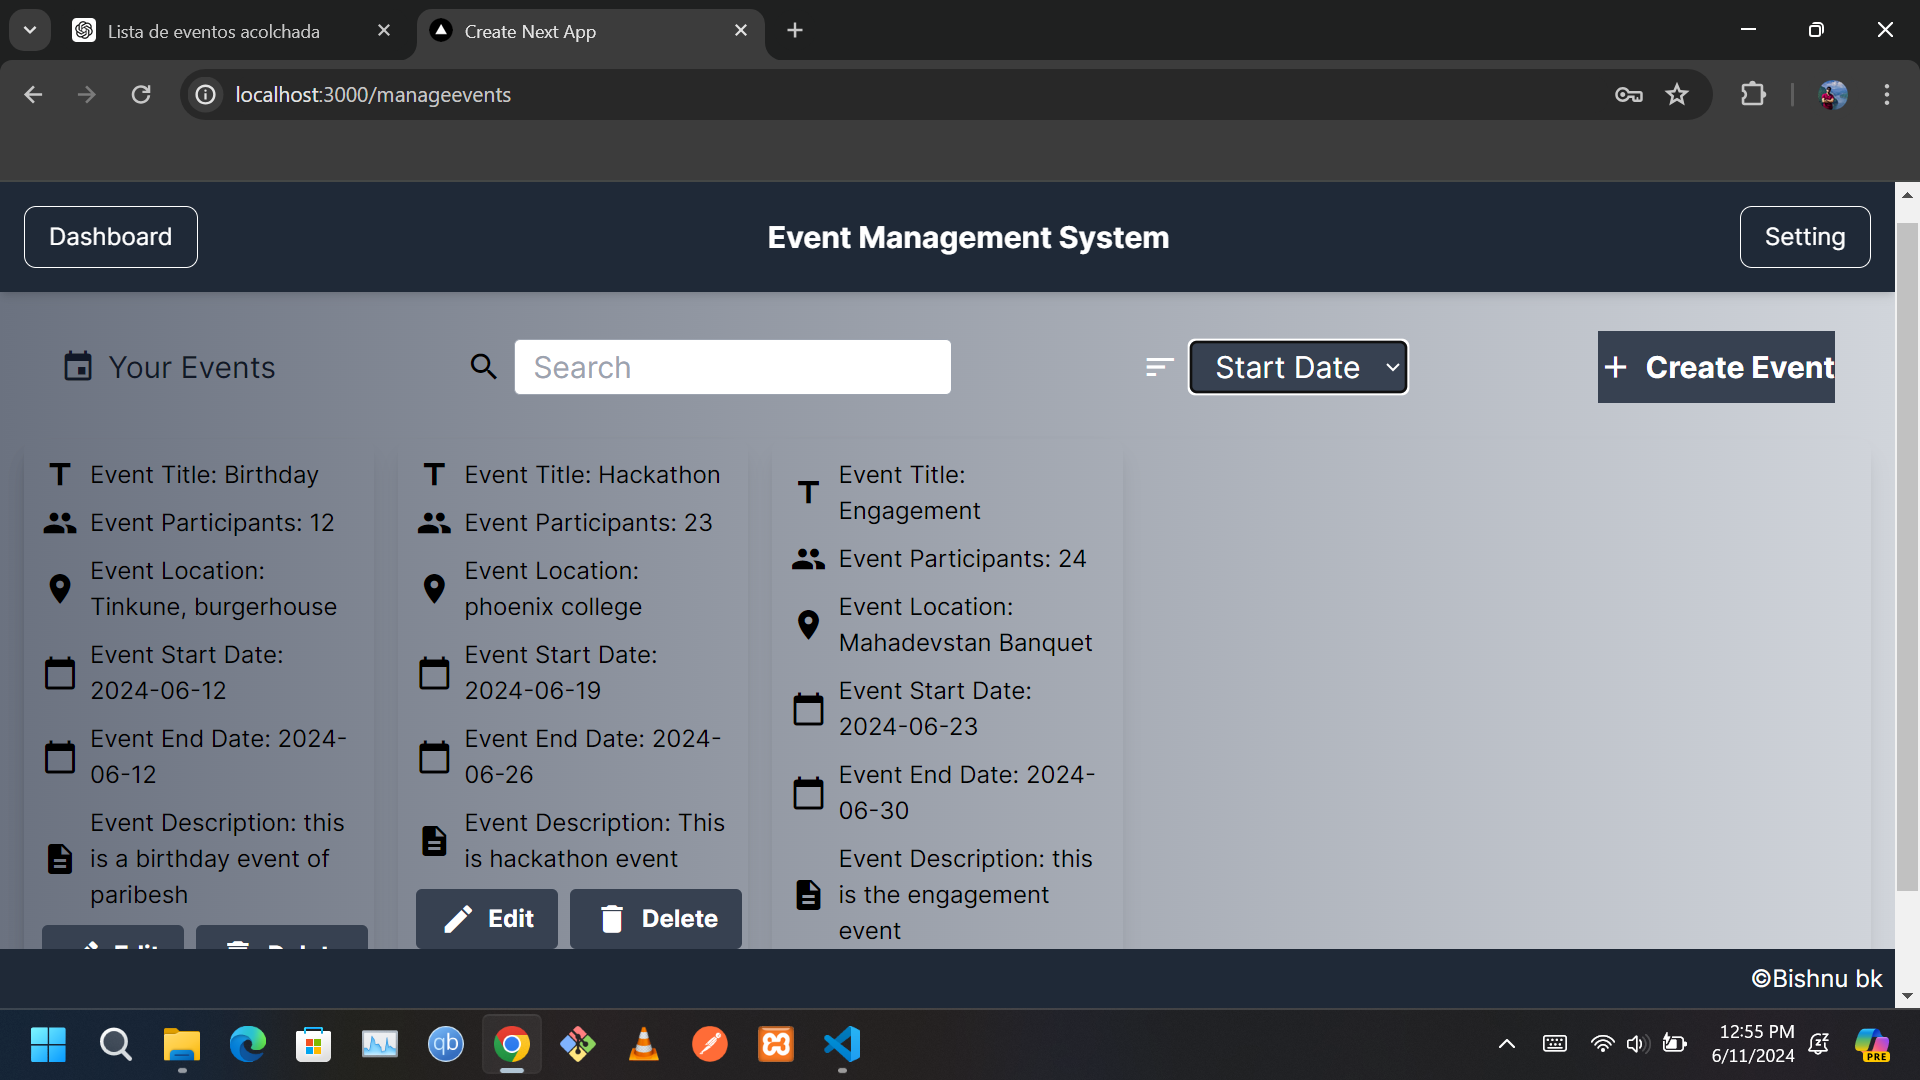 Lista de eventos acolchada
Create Next App
localhost:3000/manageevents
Dashboard
Event Management System
Setting
Your Events
Search
Start Date
+ Create Event
Event Title: Birthday
Event Participants: 12
Event Location:
Tinkune, burgerhouse
Event Start Date:
2024-06-12
Event End Date: 2024-
06-12
Event Description: this
is a birthday event of
paribesh
Edit
Delete
Event Title: Hackathon
Event Participants: 23
Event Location:
phoenix college
Event Start Date:
2024-06-19
Event End Date: 2024-
06-26
Event Description: This
is hackathon event
Edit
Delete
Event Title:
Engagement
Event Participants: 24
Event Location:
Mahadevstan Banquet
Event Start Date:
2024-06-23
Event End Date: 2024-
06-30
Event Description: this
is the engagement
event
©Bishnu bk
qb
12:55 PM
6/11/2024
PRE